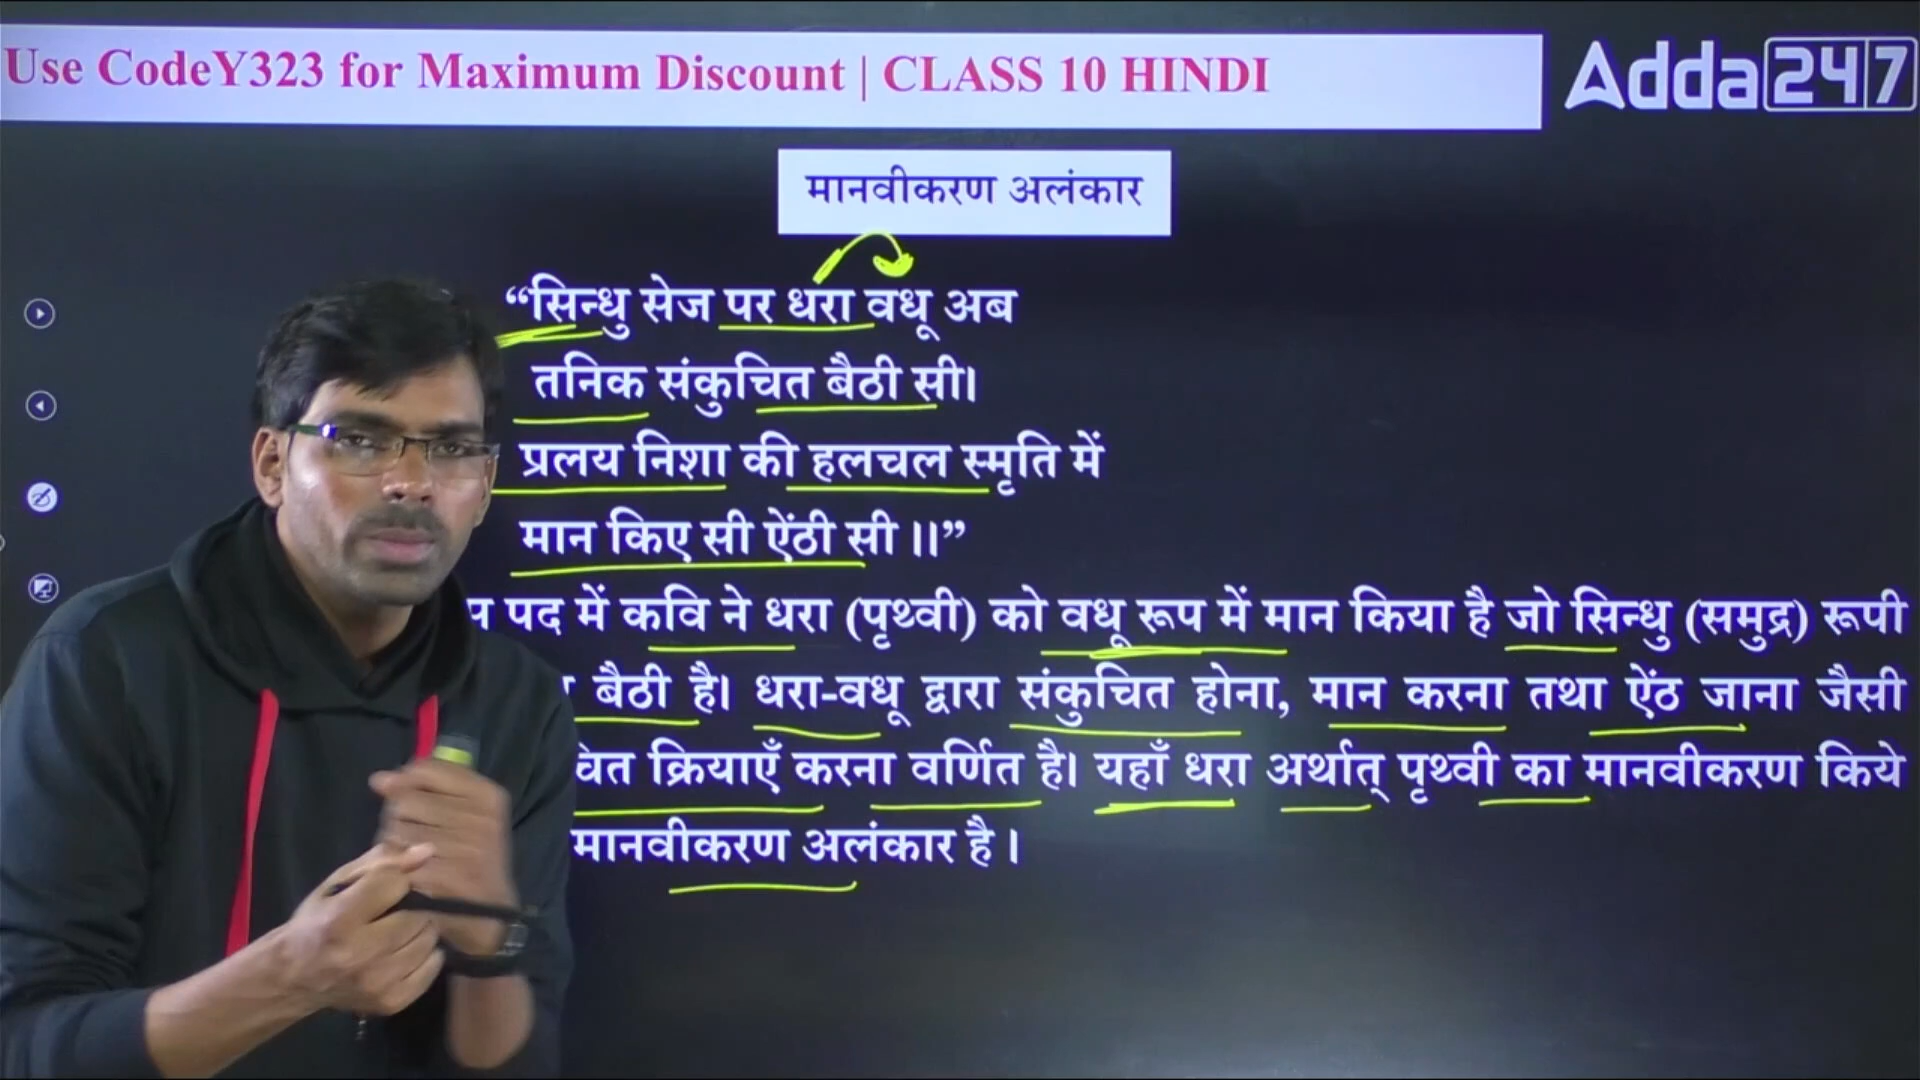 Use CodeY323 for Maximum Discount | CLASS 10 HINDI
Adda247
मानवीकरण अलंकार
“सिन्धु सेज पर धरा वधू अब
तनिक संकुचित बैठी सी।
प्रलय निशा की हलचल स्मृति में
मान किए सी ऐंठी सी ।।”
पद में कवि ने धरा (पृथ्वी) को वधू रूप में मान किया है जो सिन्धु (समुद्र) रूपी
बैठी है। धरा-वधू द्वारा संकुचित होना, मान करना तथा ऐंठ जाना जैसी
क्रियाएँ करना वर्णित है। यहाँ धरा अर्थात् पृथ्वी का मानवीकरण किये
मानवीकरण अलंकार है ।